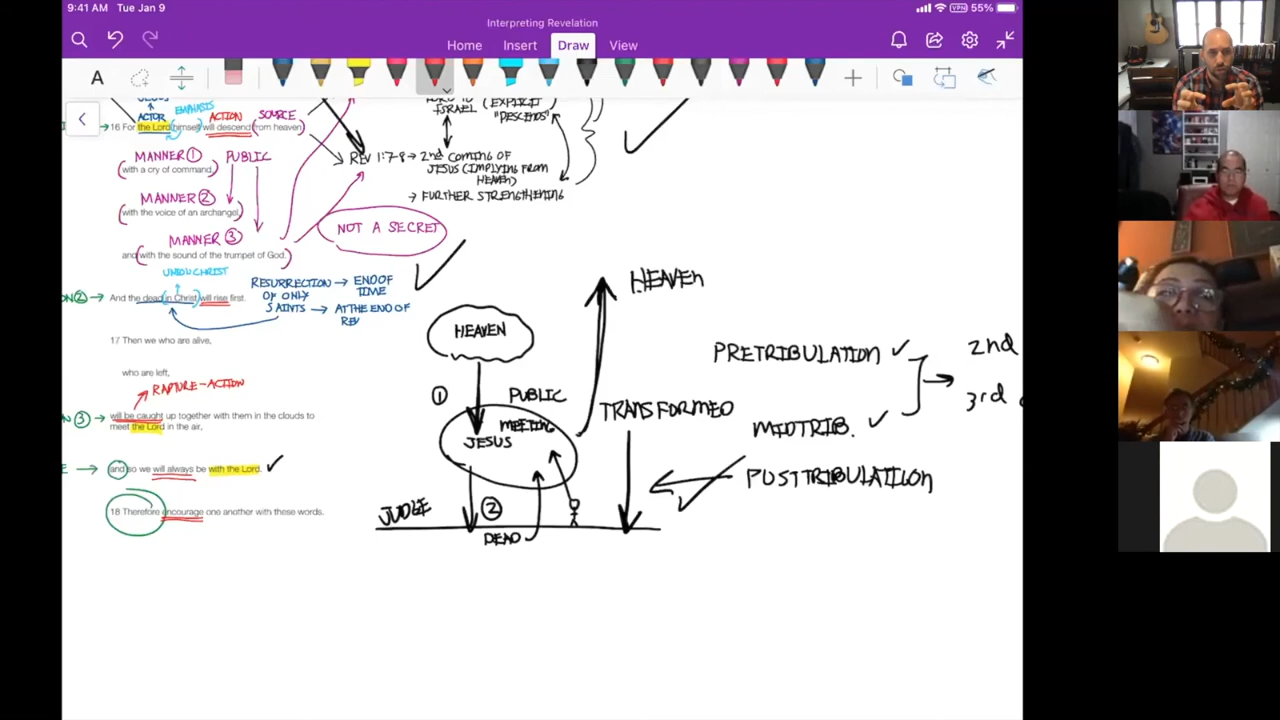 9:41 AM Tue Jan 9
VPN 55%
Interpreting Revelation
Home Insert Draw View
A
ACTOR
EMPHASIS
ACTION
SOURCE
16 For the Lord himself will descend from heaven
MANNER ① PUBLIC
with a cry of command,
MANNER ②
with the voice of an archangel,
MANNER ③
and with the sound of the trumpet of God.
ISRAEL (EXPLICIT
"DESCENDS"
REV 1:7-8 → 2nd COMING OF
JESUS (IMPLYING FROM
HEAVEN)
→ FURTHER STRENGTHENING
NOT A SECRET
And the dead in Christ will rise first.
RESURRECTION → END OF
TIME
OF ONLY
SAINTS → AT THE END OF
REV
17 Then we who are alive,
who are left,
RAPTURE-ACTION
③ → will be caught up together with them in the clouds to
meet the Lord in the air,
and so we will always be with the Lord. ✓
18 Therefore encourage one another with these words.
HEAVEN
HEAVEN
① PUBLIC
MEETING
JESUS
TRANSFORMED
JUDGE ②
DEAD
PRETRIBULATION ✓
2nd
3rd
MIDTRIB. ✓
POSTTRIBULATION